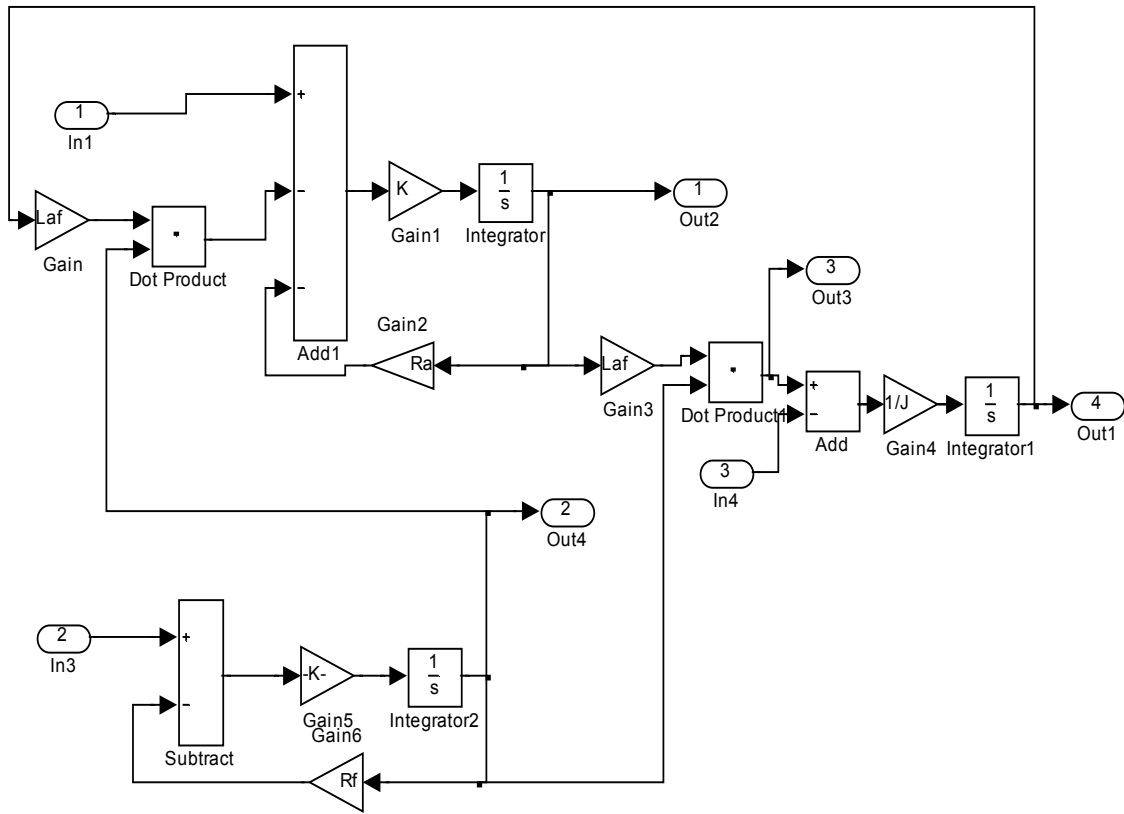 1
In1
+
-
-
Add1
Laf
Gain
Dot Product
K
Gain1
1
s
Integrator
1
Out2
Gain2
Ra
Laf
Gain3
Dot Product1
3
Out3
+
-
Add
1/J
Gain4
1
s
Integrator1
4
Out1
3
In4
2
Out4
2
In3
+
-
Subtract
-K-
Gain5
1
s
Integrator2
Gain6
Rf